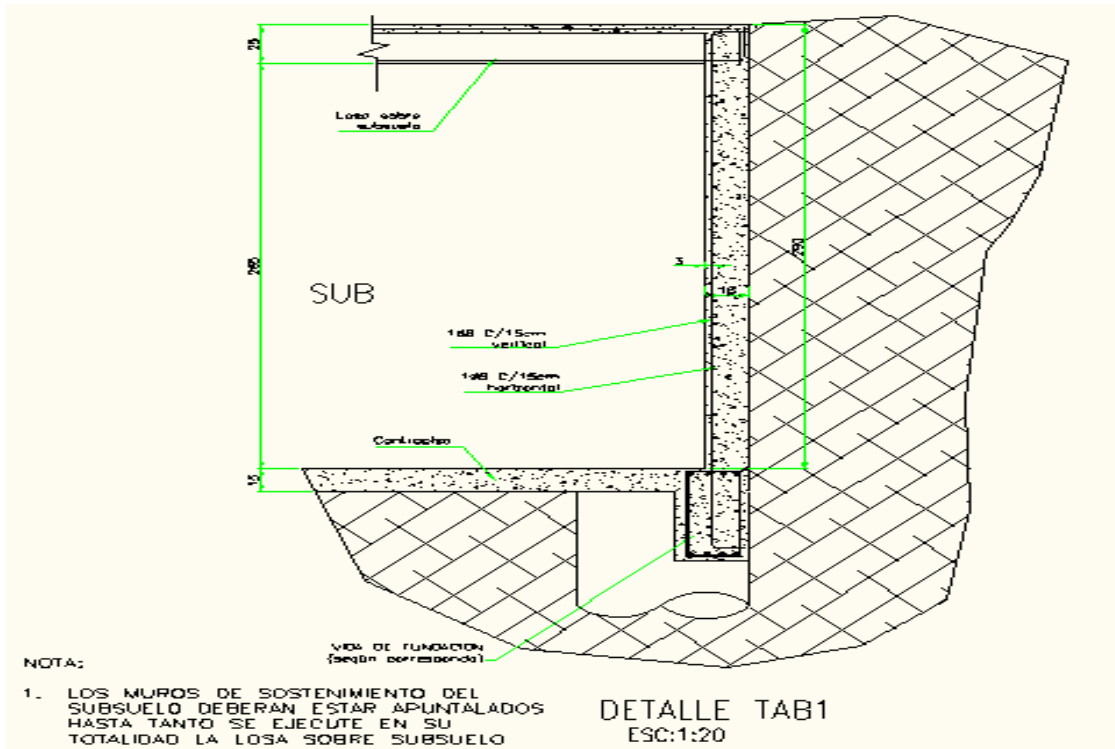 25
Losa sobre
subsuelo
290
3
SUB
1ø8 C/15cm
vertical
1ø8 C/15cm
horizontal
Contrapiso
VIGA DE FUNDACION
(según corresponda)
NOTA:
1. LOS MUROS DE SOSTENIMIENTO DEL
SUBSUELO DEBERAN ESTAR APUNTALADOS
HASTA TANTO SE EJECUTE EN SU
TOTALIDAD LA LOSA SOBRE SUBSUELO
DETALLE TAB1
ESC:1:20